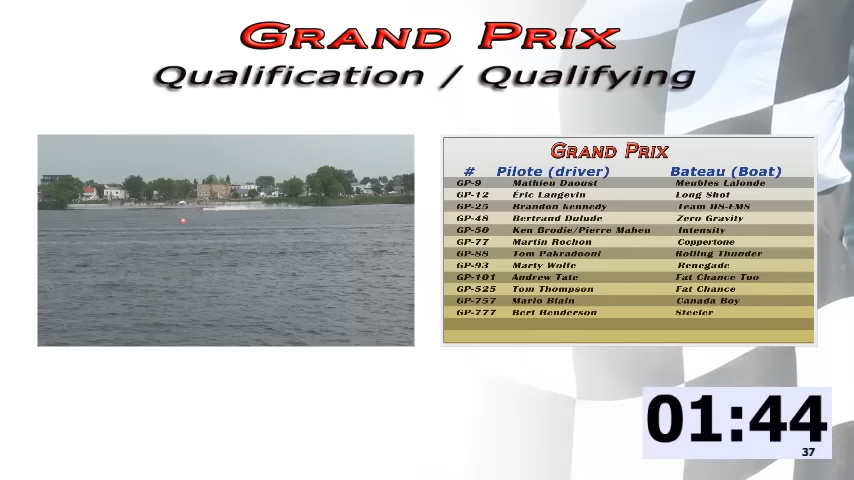 GRAND PRIX
Qualification / Qualifying
GRAND PRIX
# Pilote (driver) Bateau (Boat)
GP-9 Mathieu Daoust Meubles Lalonde
GP-12 Éric Langevin Long Shot
GP-25 Brandon Kennedy Team H8-EMS
GP-48 Bertrand Dulude Zero Gravity
GP-50 Ken Brodie/Pierre Maheu Intensity
GP-77 Martin Rochon Coppertone
GP-88 Tom Pakradooni Rolling Thunder
GP-93 Marty Wolfe Renegade
GP-101 Andrew Tate Fat Chance Too
GP-525 Tom Thompson Fat Chance
GP-757 Mario Blain Canada Boy
GP-777 Bert Henderson Steeler
01:44
37